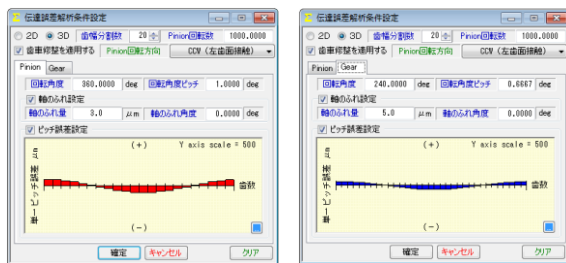 伝達誤差解析条件設定
2D 3D 歯幅分割数 20 Pinion回転数 1000.0000
歯車修整を適用する Pinion回転方向 CCW (左歯面接触)
Pinion Gear
回転角度 360.0000 deg 回転角度ピッチ 1.0000 deg
軸のふれ設定
軸のふれ量 3.0 μm 軸のふれ角度 0.0000 deg
ピッチ誤差設定
(+) Y axis scale = 500
単一ピッチ誤差 μm
歯数
(-)
確定 キャンセル クリア
伝達誤差解析条件設定
2D 3D 歯幅分割数 20 Pinion回転数 1000.0000
歯車修整を適用する Pinion回転方向 CCW (左歯面接触)
Pinion Gear
回転角度 240.0000 deg 回転角度ピッチ 0.6667 deg
軸のふれ設定
軸のふれ量 5.0 μm 軸のふれ角度 0.0000 deg
ピッチ誤差設定
(+) Y axis scale = 500
単一ピッチ誤差 μm
歯数
(-)
確定 キャンセル クリア